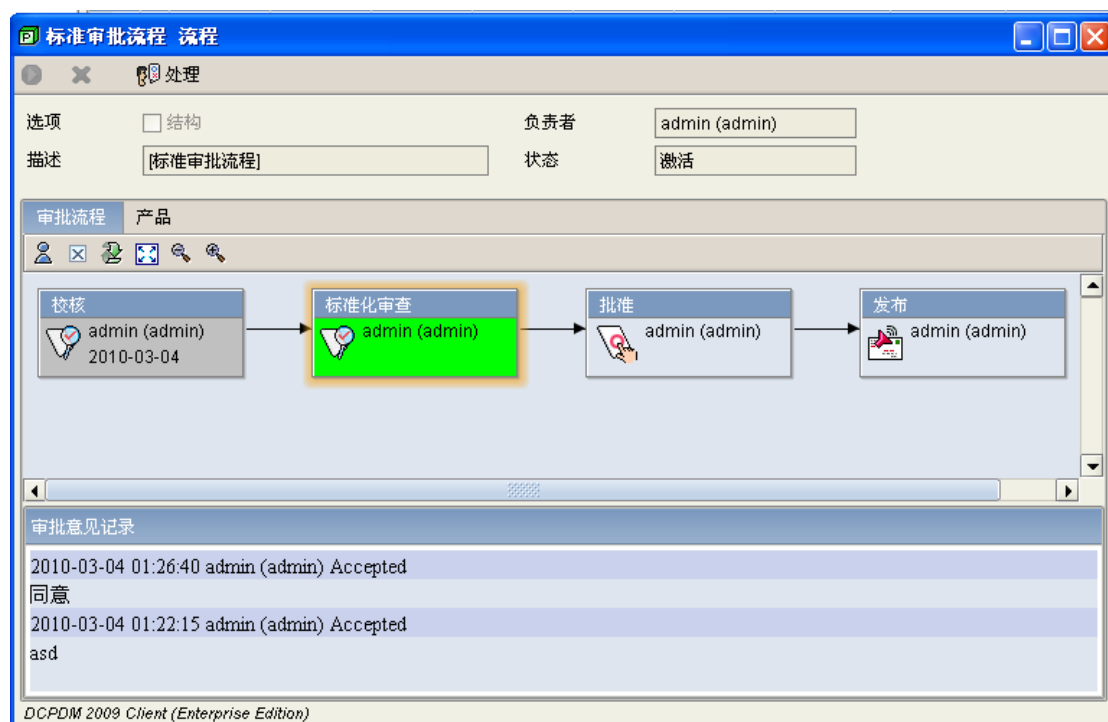 标准审批流程 流程
处理
选项 结构 负责者 admin (admin)
描述 [标准审批流程] 状态 激活
审批流程 产品
校核 标准化审查 批准 发布
admin (admin) admin (admin) admin (admin) admin (admin)
2010-03-04
审批意见记录
2010-03-04 01:26:40 admin (admin) Accepted
同意
2010-03-04 01:22:15 admin (admin) Accepted
asd
DCPDM 2009 Client (Enterprise Edition)